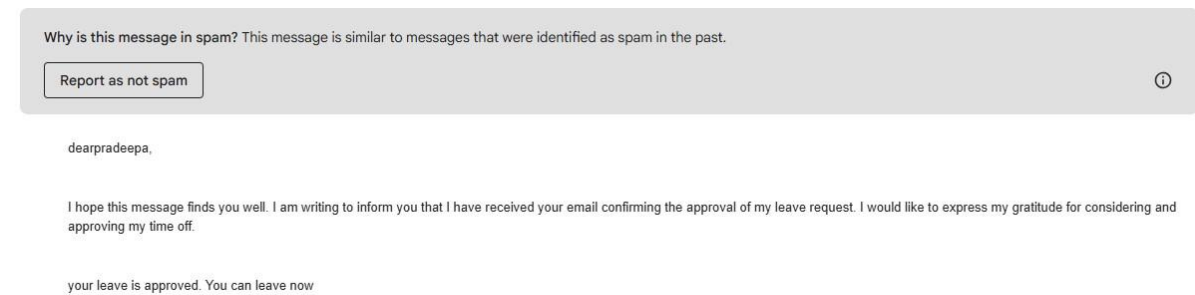 Why is this message in spam? This message is similar to messages that were identified as spam in the past.
Report as not spam
dearpradeepa,
I hope this message finds you well. I am writing to inform you that I have received your email confirming the approval of my leave request. I would like to express my gratitude for considering and
approving my time off.
your leave is approved. You can leave now